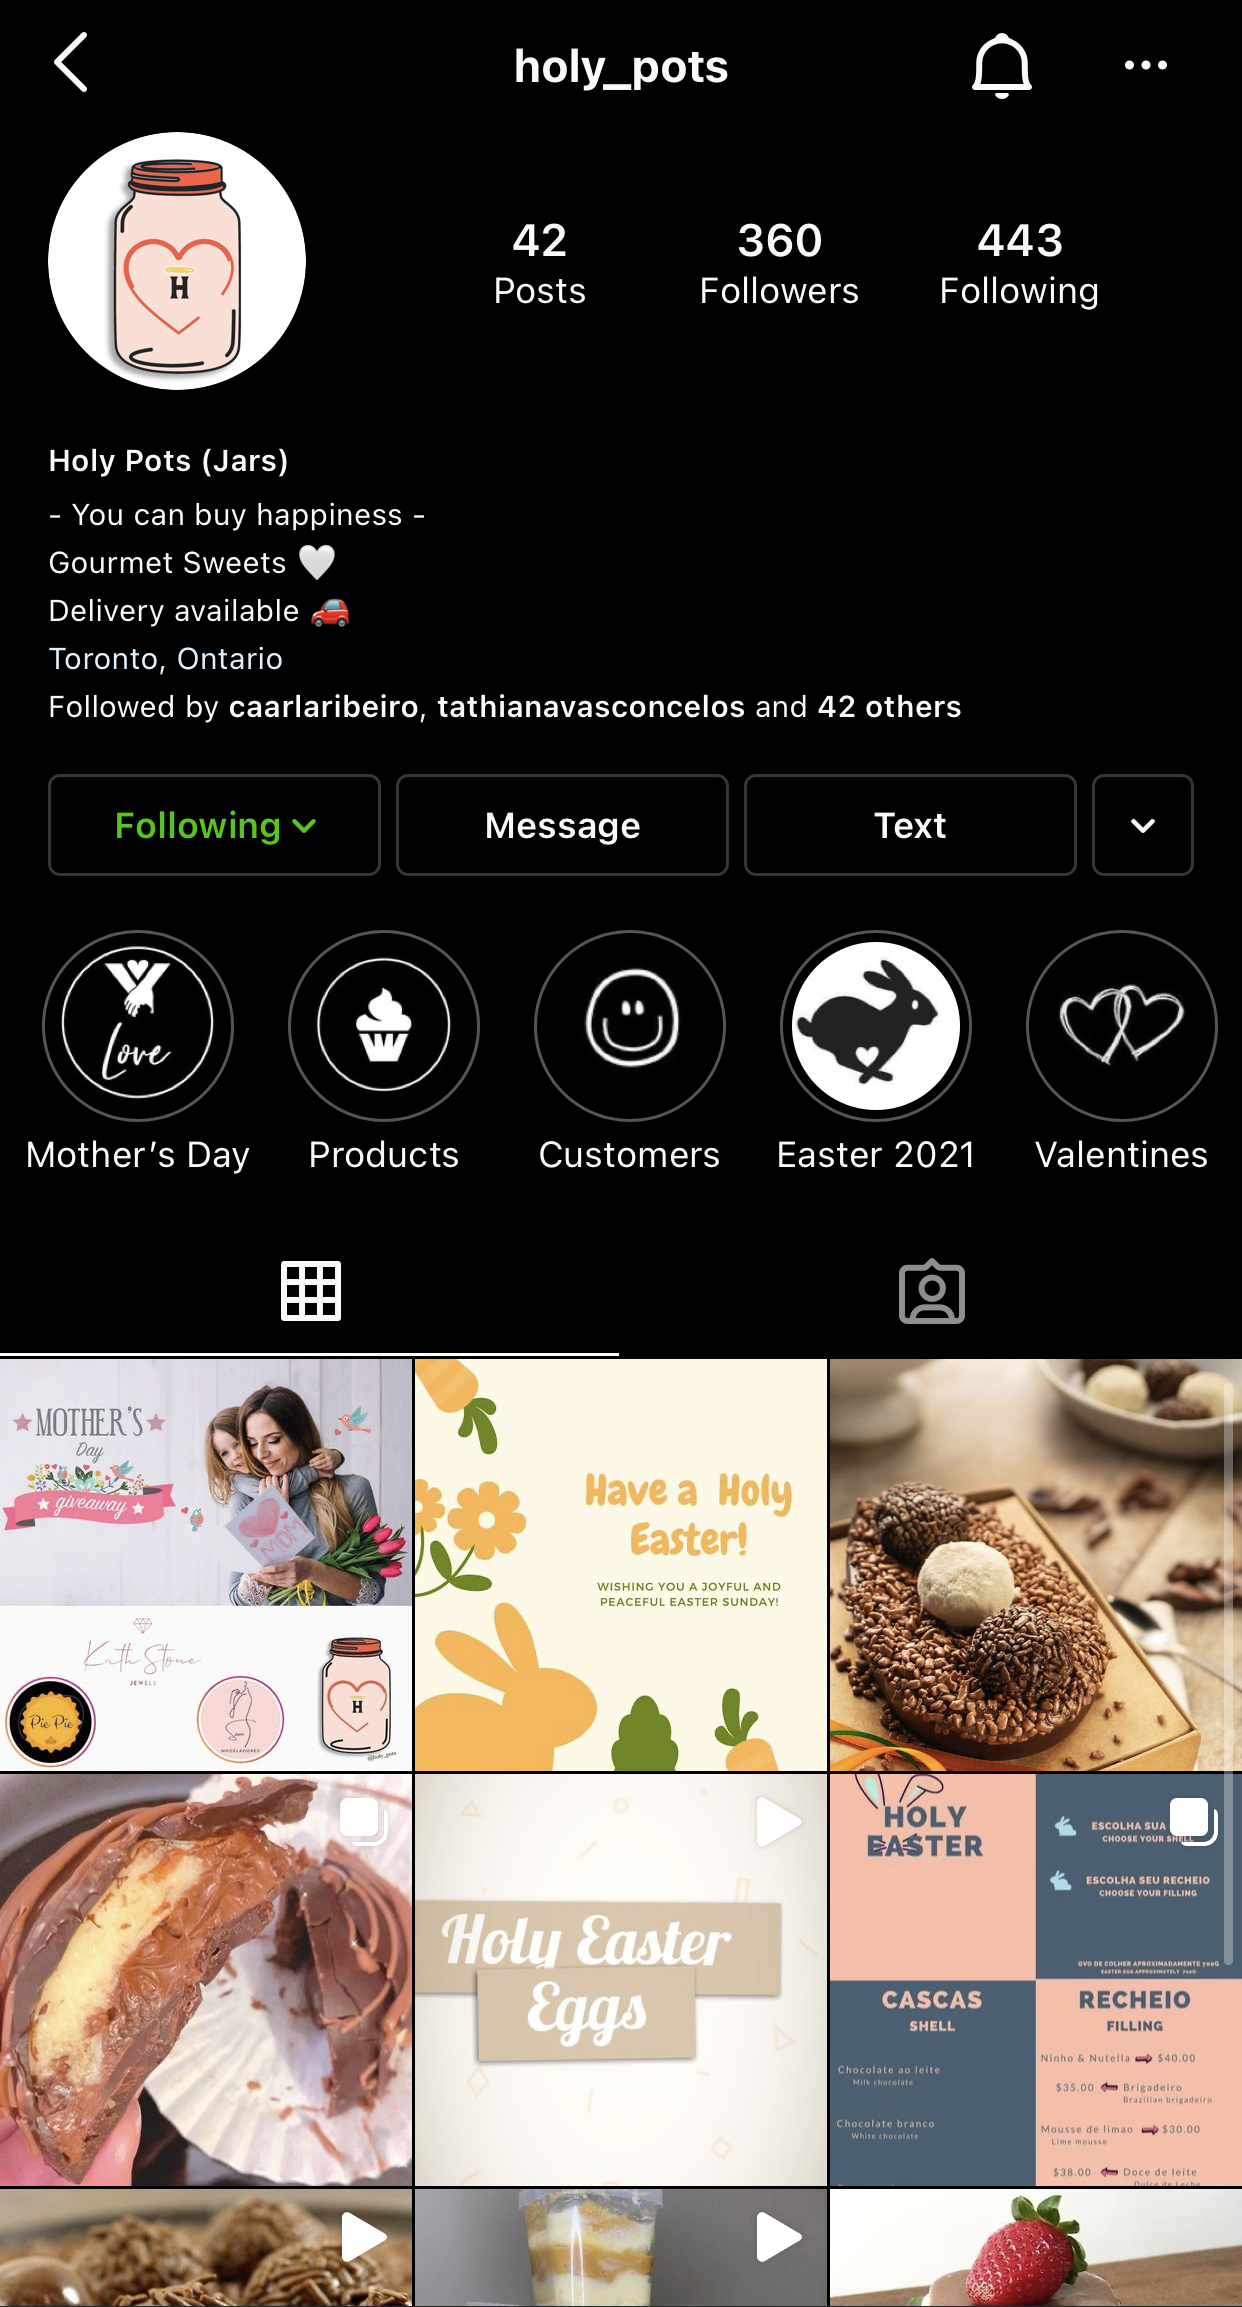 holy_pots
H
42
Posts
360
Followers
443
Following
Holy Pots (Jars)
- You can buy happiness -
Gourmet Sweets 🤍
Delivery available 🚗
Toronto, Ontario
Followed by caarlaribeiro, tathianavasconcelos and 42 others
Following
Message
Text
Love
Mother’s Day
Products
Customers
Easter 2021
Valentines
MOTHER'S
Day
giveaway
MOM
Kath Stone
JEWELS
Pie Pie
MODELADORES
H
@holy_pots
Have a Holy
Easter!
WISHING YOU A JOYFUL AND
PEACEFUL EASTER SUNDAY!
Holy Easter
Eggs
HOLY
EASTER
ESCOLHA SUA
CHOOSE YOUR SHELL
ESCOLHA SEU RECHEIO
CHOOSE YOUR FILLING
OVO DE COLHER APROXIMADAMENTE 700G
EASTER EGG APPROXIMATELY 700G
CASCAS
SHELL
Chocolate ao leite
Milk chocolate
Chocolate branco
White chocolate
RECHEIO
FILLING
Ninho & Nutella $40.00
$35.00 Brigadeiro
Brazilian brigadeiro
Mousse de limao $30.00
Lime mousse
$38.00 Doce de leite
Dulce de Leche